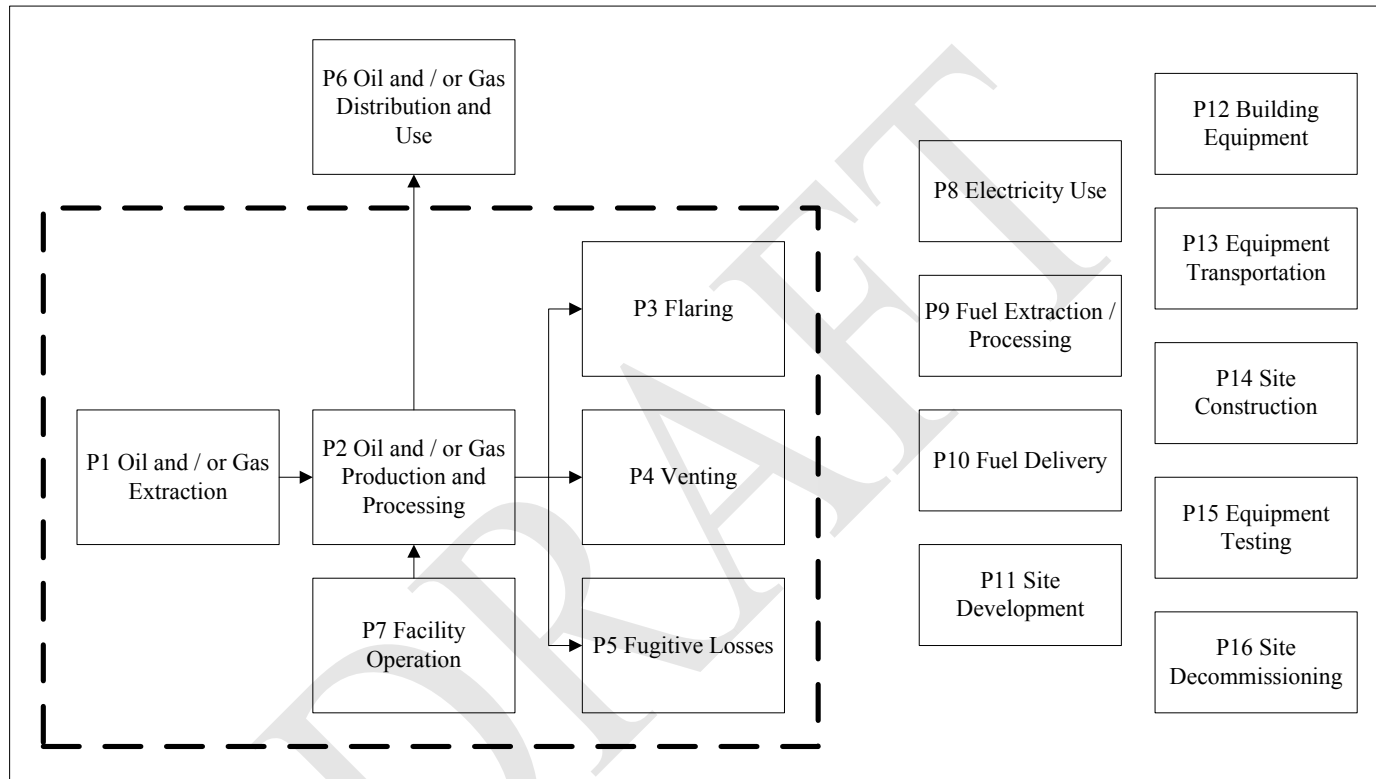 P6 Oil and / or Gas
Distribution and
Use
P12 Building
Equipment
P8 Electricity Use
P13 Equipment
Transportation
P3 Flaring
P9 Fuel Extraction /
Processing
P14 Site
Construction
P1 Oil and / or Gas
Extraction
P2 Oil and / or Gas
Production and
Processing
P4 Venting
P10 Fuel Delivery
P15 Equipment
Testing
P7 Facility
Operation
P5 Fugitive Losses
P11 Site
Development
P16 Site
Decommissioning
DRAFT